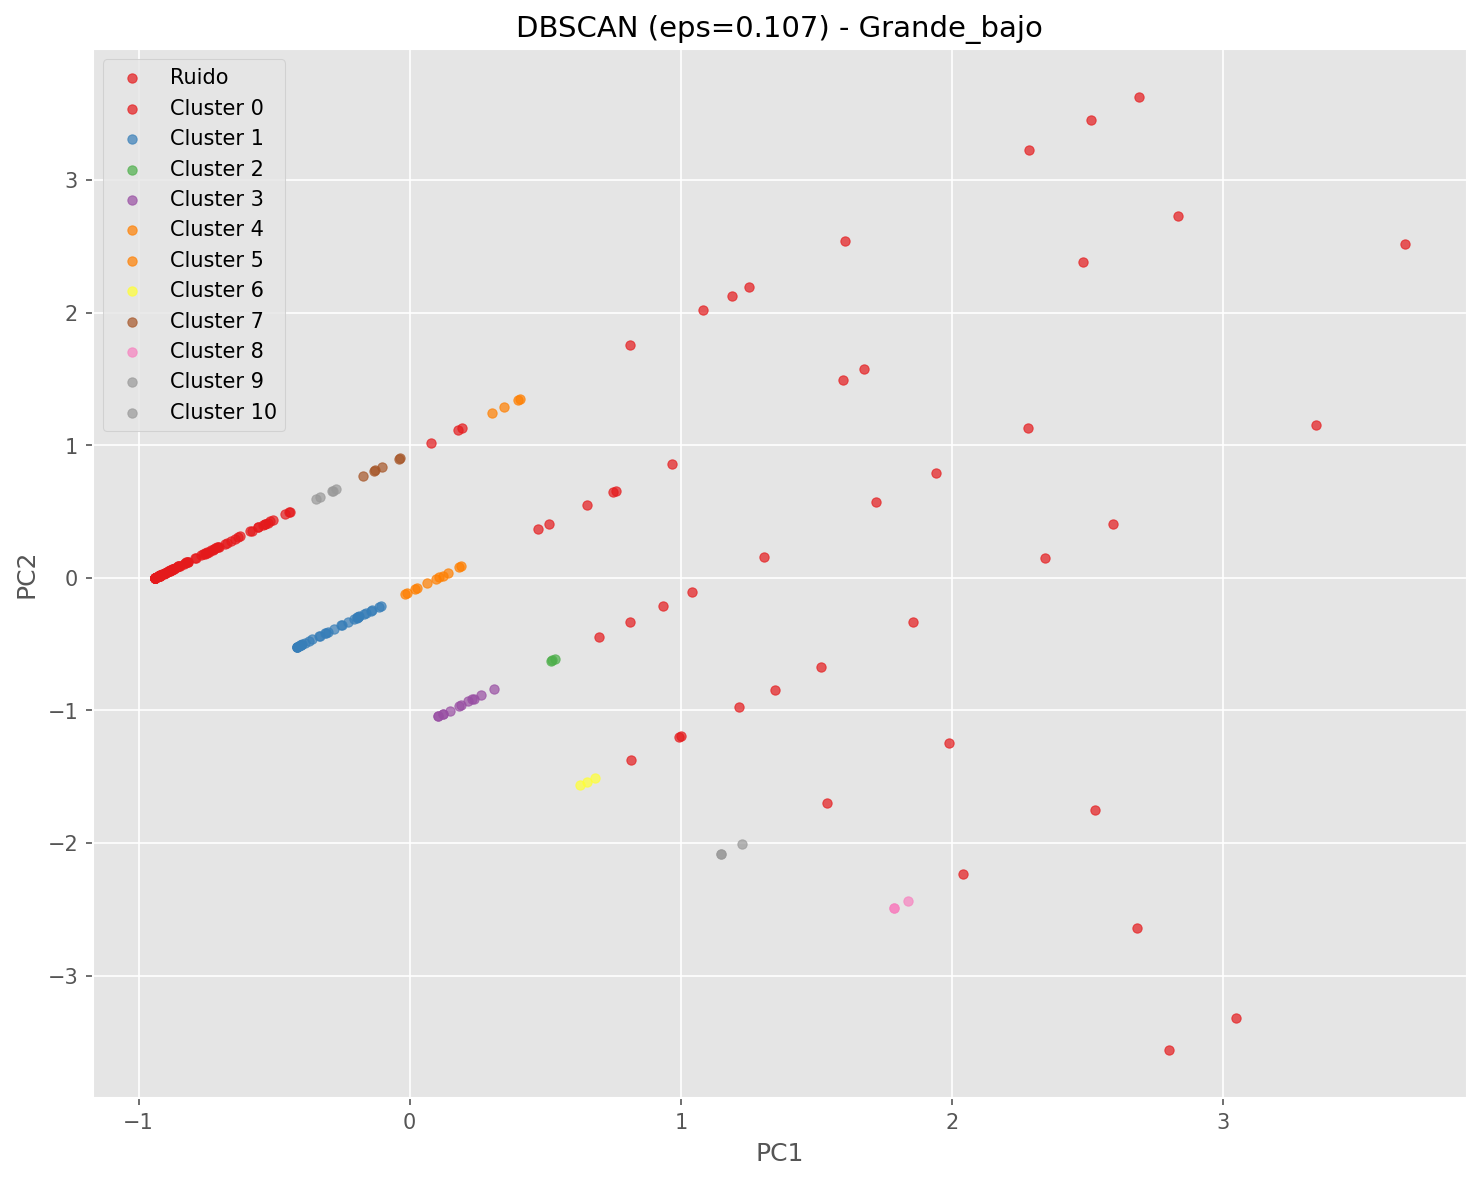 DBSCAN (eps=0.107) - Grande_bajo
Ruido
Cluster 0
Cluster 1
Cluster 2
Cluster 3
Cluster 4
Cluster 5
Cluster 6
Cluster 7
Cluster 8
Cluster 9
Cluster 10
3
2
1
0
−1
−2
−3
PC2
−1
0
1
2
3
PC1